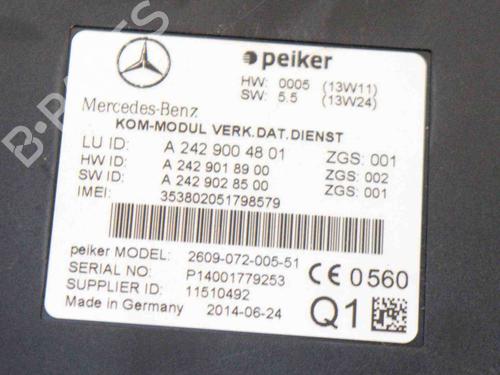 peiker
HW: 0005 (13W11)
SW: 5.5 (13W24)
Mercedes-Benz
KOM-MODUL VERK.DAT.DIENST
LU ID: A 242 900 48 01 ZGS: 001
HW ID: A 242 901 89 00 ZGS: 002
SW ID: A 242 902 85 00 ZGS: 001
IMEI: 353802051798579
peiker MODEL: 2609-072-005-51
SERIAL NO: P14001779253
SUPPLIER ID: 11510492
Made in Germany 2014-06-24
CE 0560
Q1